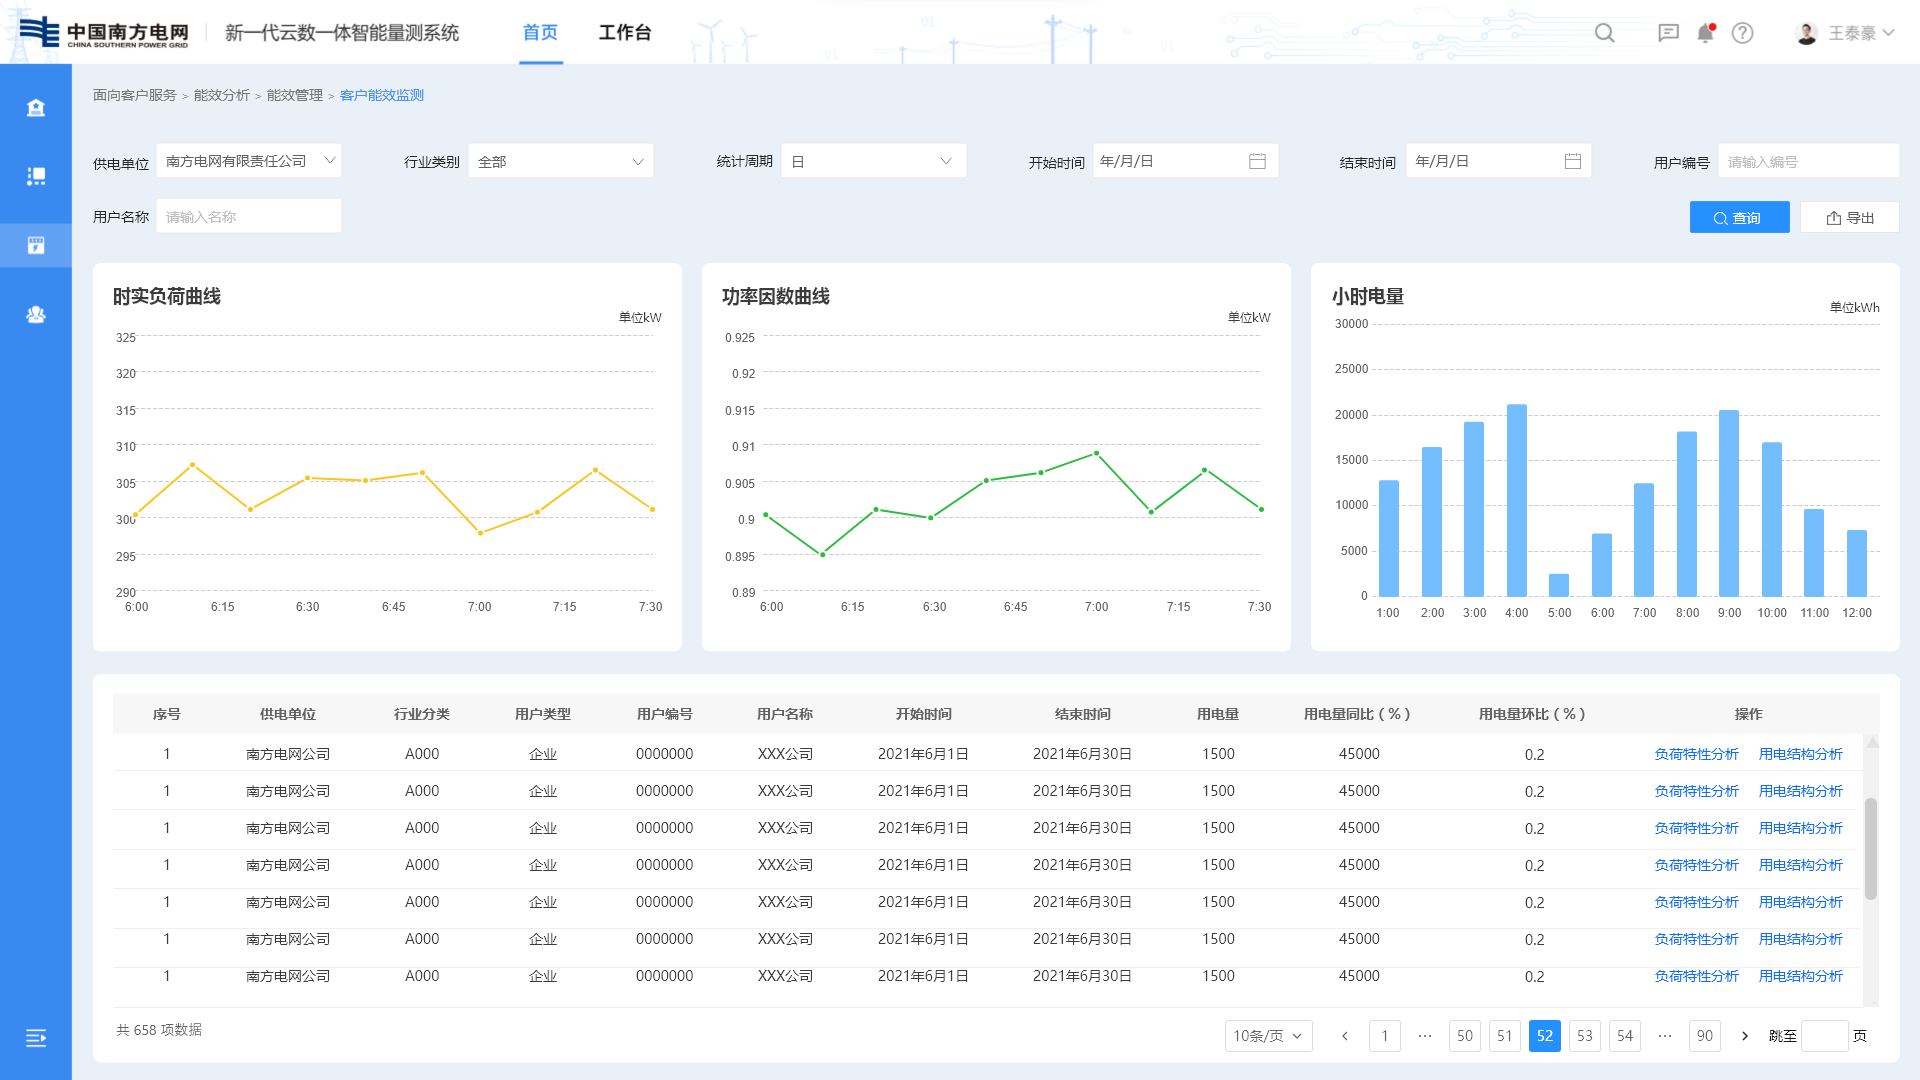 中国南方电网
CHINA SOUTHERN POWER GRID
新一代云数一体智能量测系统
首页
工作台
王泰豪
面向客户服务 > 能效分析 > 能效管理 > 客户能效监测
供电单位 南方电网有限责任公司
行业类别 全部
统计周期 日
开始时间 年/月/日
结束时间 年/月/日
用户编号 请输入编号
用户名称 请输入名称
查询
导出
时实负荷曲线
单位kW
325
320
315
310
305
300
295
290
6:00 6:15 6:30 6:45 7:00 7:15 7:30
功率因数曲线
单位kW
0.925
0.92
0.915
0.91
0.905
0.9
0.895
0.89
6:00 6:15 6:30 6:45 7:00 7:15 7:30
小时电量
单位kWh
30000
25000
20000
15000
10000
5000
0
1:00 2:00 3:00 4:00 5:00 6:00 7:00 8:00 9:00 10:00 11:00 12:00
序号 供电单位 行业分类 用户类型 用户编号 用户名称 开始时间 结束时间 用电量 用电量同比（%） 用电量环比（%） 操作
1 南方电网公司 A000 企业 0000000 XXX公司 2021年6月1日 2021年6月30日 1500 45000 0.2 负荷特性分析 用电结构分析
1 南方电网公司 A000 企业 0000000 XXX公司 2021年6月1日 2021年6月30日 1500 45000 0.2 负荷特性分析 用电结构分析
1 南方电网公司 A000 企业 0000000 XXX公司 2021年6月1日 2021年6月30日 1500 45000 0.2 负荷特性分析 用电结构分析
1 南方电网公司 A000 企业 0000000 XXX公司 2021年6月1日 2021年6月30日 1500 45000 0.2 负荷特性分析 用电结构分析
1 南方电网公司 A000 企业 0000000 XXX公司 2021年6月1日 2021年6月30日 1500 45000 0.2 负荷特性分析 用电结构分析
1 南方电网公司 A000 企业 0000000 XXX公司 2021年6月1日 2021年6月30日 1500 45000 0.2 负荷特性分析 用电结构分析
1 南方电网公司 A000 企业 0000000 XXX公司 2021年6月1日 2021年6月30日 1500 45000 0.2 负荷特性分析 用电结构分析
共 658 项数据
10条/页 < 1 ··· 50 51 52 53 54 ··· 90 > 跳至 页